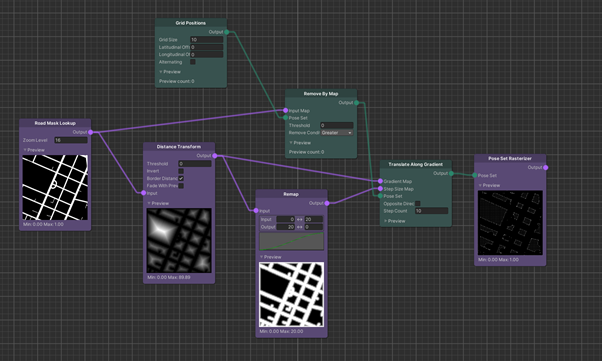 Grid Positions
Output
Grid Size 10
Latitudinal Off 0
Longitudinal Of 0
Alternating
Preview
Preview count: 0
Remove By Map
Output
Input Map
Pose Set
Threshold 0
Remove Condi Greater
Preview
Preview count: 0
Road Mask Lookup
Output
Zoom Level 16
Preview
Min: 0.00 Max: 1.00
Distance Transform
Output
Threshold 0
Invert
Border Distanc
Fade With Prev
Input
Preview
Min: 0.00 Max: 89.89
Remap
Output
Input
Input 0 20
Output 20 0
Preview
Min: 0.00 Max: 20.00
Translate Along Gradient
Output
Gradient Map
Step Size Map
Pose Set
Opposite Direc
Step Count 10
Preview
Pose Set Rasterizer
Output
Pose Set
Preview
Min: 0.00 Max: 1.00